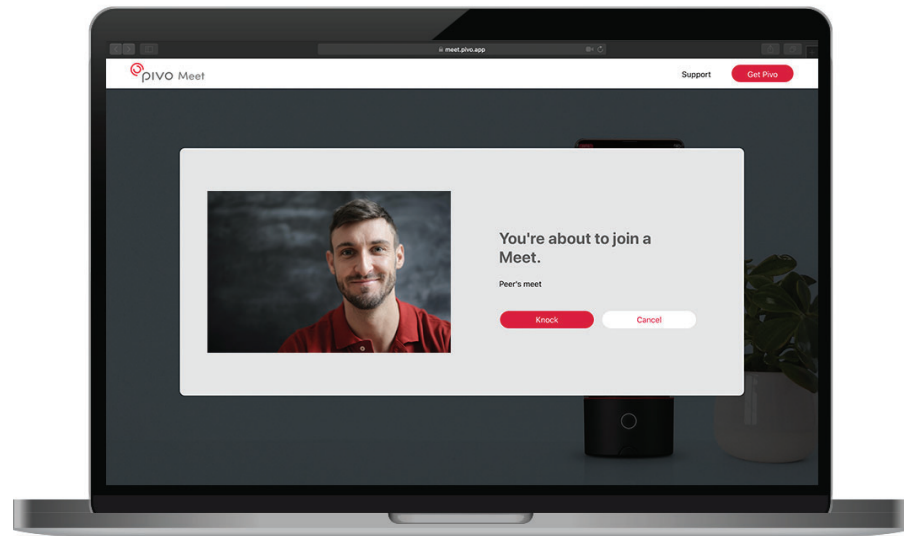 meet.pivo.app
pivo Meet
Support
Get Pivo
You're about to join a
Meet.
Peer's meet
Knock
Cancel